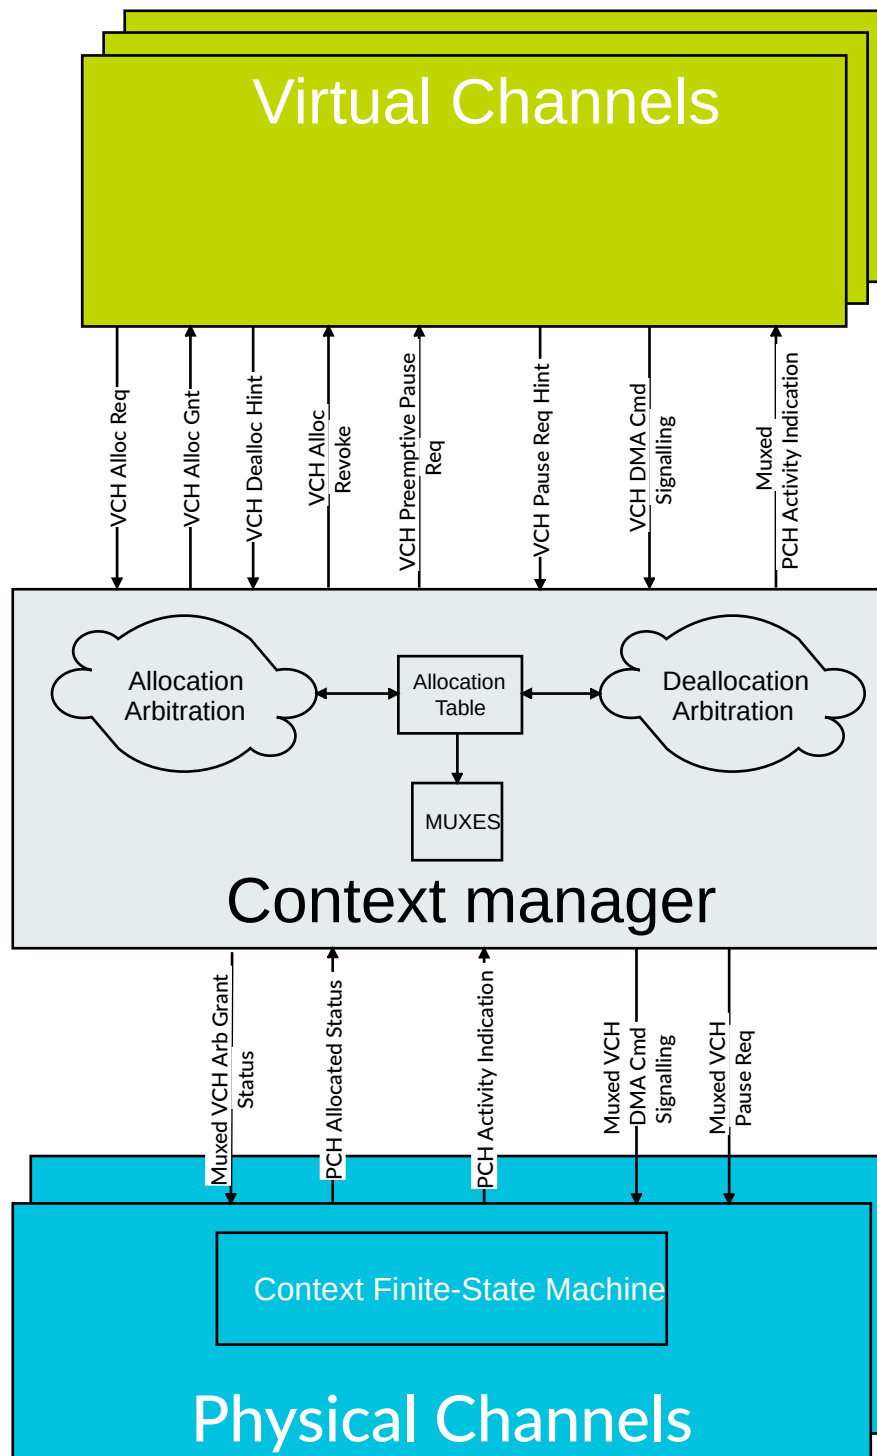 Virtual Channels
VCH Alloc Req
VCH Alloc Gnt
VCH Dealloc Hint
VCH Alloc
Revoke
VCH Preemptive Pause
Req
VCH Pause Req Hint
VCH DMA Cmd
Signalling
Muxed
PCH Activity Indication
Allocation
Arbitration
Allocation
Table
Deallocation
Arbitration
MUXES
Context manager
Muxed VCH Arb Grant
Status
PCH Allocated Status
PCH Activity Indication
Muxed VCH
DMA Cmd
Signalling
Muxed VCH
Pause Req
Context Finite-State Machine
Physical Channels